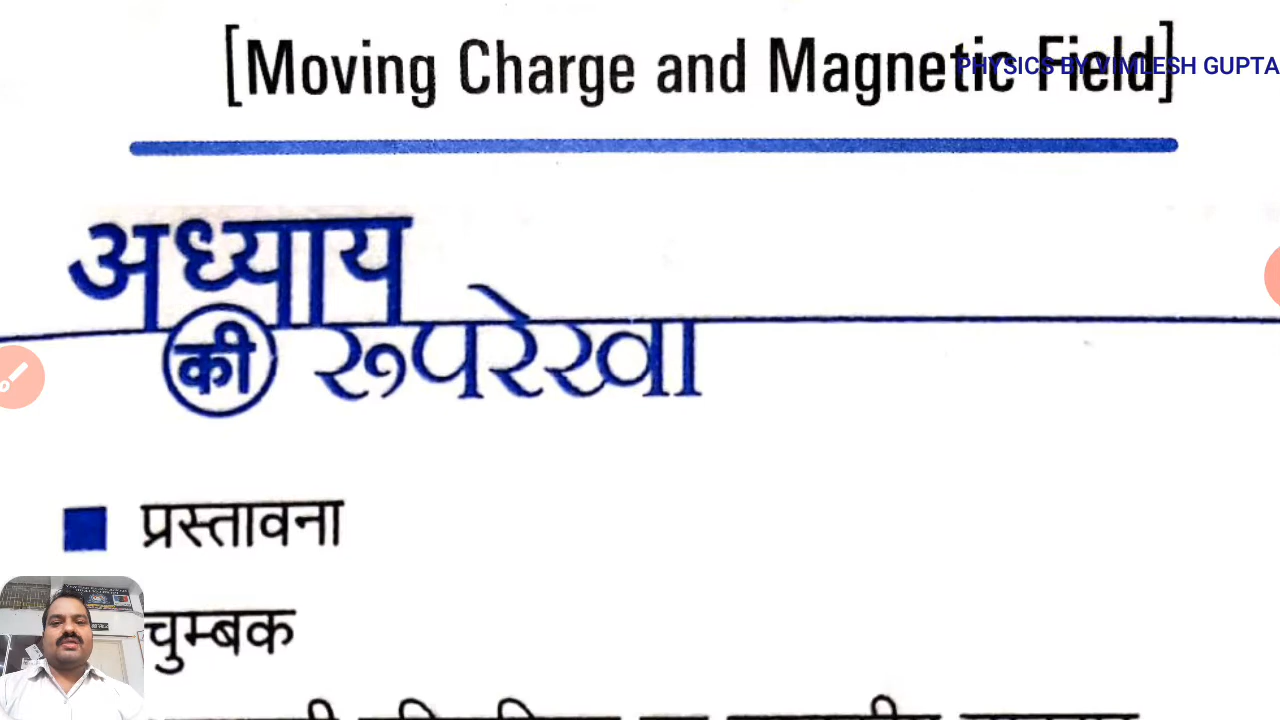 [Moving Charge and Magnetic Field]
PHYSICS BY VIMLESH GUPTA
अध्याय
की रूपरेखा
प्रस्तावना
चुम्बक